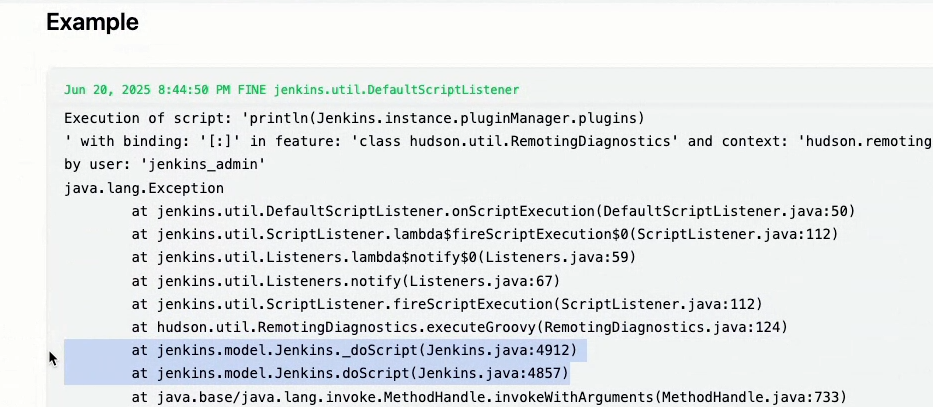 Example
Jun 20, 2025 8:44:50 PM FINE jenkins.util.DefaultScriptListener
Execution of script: 'println(Jenkins.instance.pluginManager.plugins)
' with binding: '[:]' in feature: 'class hudson.util.RemotingDiagnostics' and context: 'hudson.remoting
by user: 'jenkins_admin'
java.lang.Exception
at jenkins.util.DefaultScriptListener.onScriptExecution(DefaultScriptListener.java:50)
at jenkins.util.ScriptListener.lambda$fireScriptExecution$0(ScriptListener.java:112)
at jenkins.util.Listeners.lambda$notify$0(Listeners.java:59)
at jenkins.util.Listeners.notify(Listeners.java:67)
at jenkins.util.ScriptListener.fireScriptExecution(ScriptListener.java:112)
at hudson.util.RemotingDiagnostics.executeGroovy(RemotingDiagnostics.java:124)
at jenkins.model.Jenkins._doScript(Jenkins.java:4912)
at jenkins.model.Jenkins.doScript(Jenkins.java:4857)
at java.base/java.lang.invoke.MethodHandle.invokeWithArguments(MethodHandle.java:733)